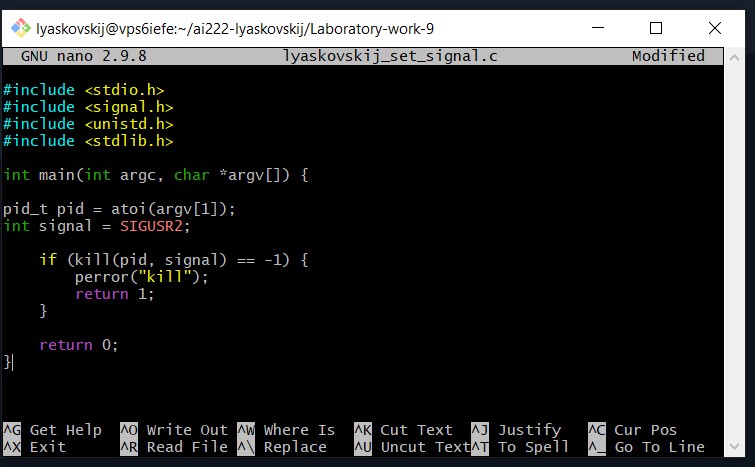 lyaskovskij@vps6iefe:~/ai222-lyaskovskij/Laboratory-work-9
GNU nano 2.9.8 lyaskovskij_set_signal.c Modified
#include <stdio.h>
#include <signal.h>
#include <unistd.h>
#include <stdlib.h>
int main(int argc, char *argv[]) {
pid_t pid = atoi(argv[1]);
int signal = SIGUSR2;
    if (kill(pid, signal) == -1) {
        perror("kill");
        return 1;
    }
    return 0;
}
^G Get Help ^O Write Out ^W Where Is ^K Cut Text ^J Justify ^C Cur Pos
^X Exit ^R Read File ^\ Replace ^U Uncut Text ^T To Spell ^_ Go To Line